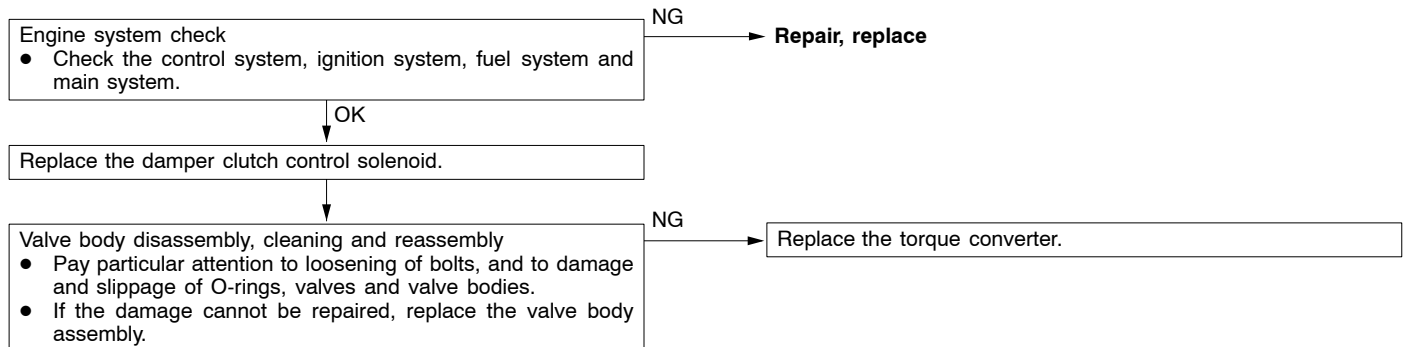 Engine system check
● Check the control system, ignition system, fuel system and
main system.
NG
Repair, replace
OK
Replace the damper clutch control solenoid.
Valve body disassembly, cleaning and reassembly
● Pay particular attention to loosening of bolts, and to damage
and slippage of O-rings, valves and valve bodies.
● If the damage cannot be repaired, replace the valve body
assembly.
NG
Replace the torque converter.